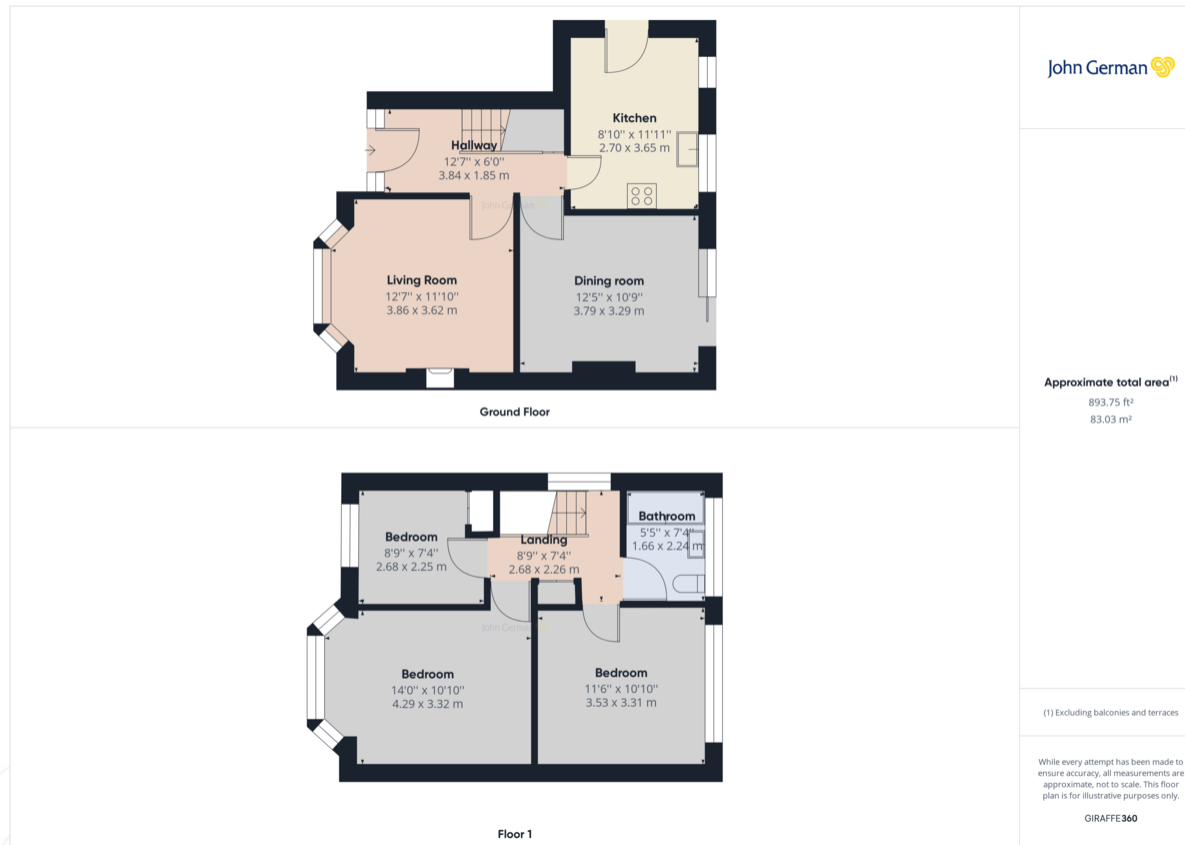 Kitchen
8'10'' x 11'11''
2.70 x 3.65 m
Hallway
12'7'' x 6'0''
3.84 x 1.85 m
John German
Living Room
12'7'' x 11'10''
3.86 x 3.62 m
Dining room
12'5'' x 10'9''
3.79 x 3.29 m
Ground Floor
Bedroom
8'9'' x 7'4''
2.68 x 2.25 m
Landing
8'9'' x 7'4''
2.68 x 2.26 m
Bathroom
5'5'' x 7'4''
1.66 x 2.24 m
John German
Bedroom
14'0'' x 10'10''
4.29 x 3.32 m
Bedroom
11'6'' x 10'10''
3.53 x 3.31 m
Floor 1
John German
Approximate total area(1)
893.75 ft²
83.03 m²
(1) Excluding balconies and terraces
While every attempt has been made to
ensure accuracy, all measurements are
approximate, not to scale. This floor
plan is for illustrative purposes only.
GIRAFFE360